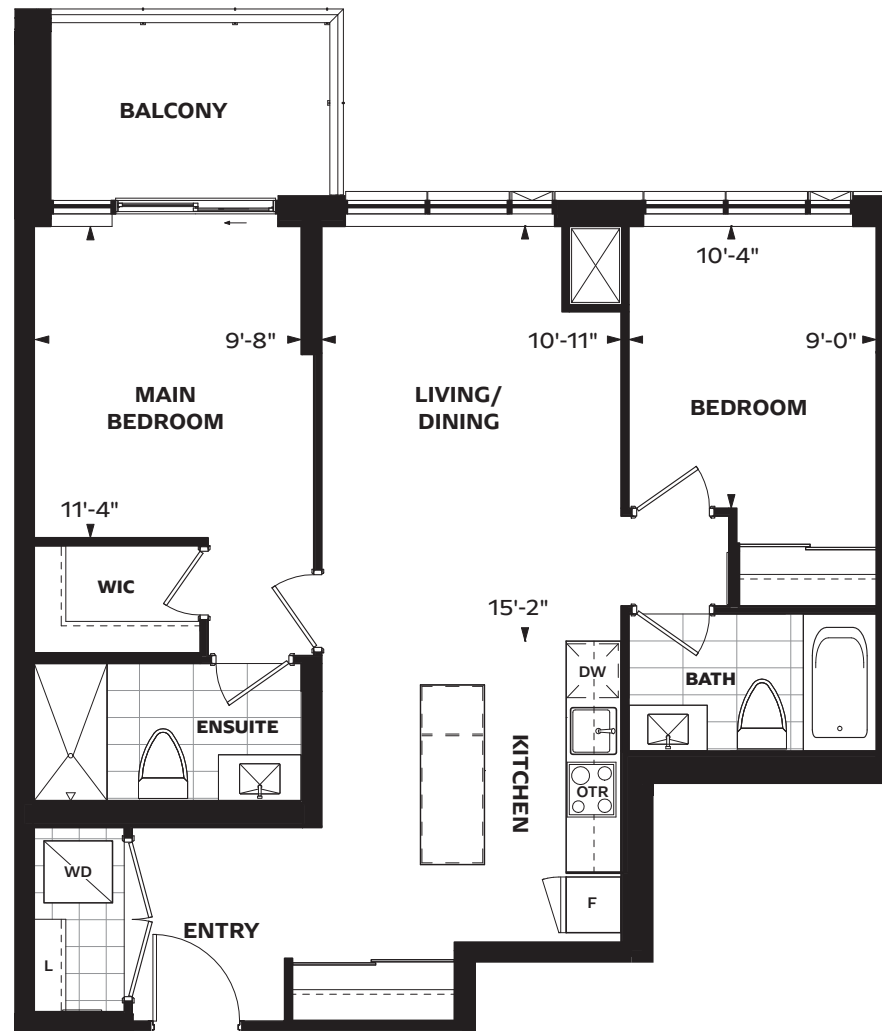 BALCONY
10'-4"
9'-8"
10'-11"
9'-0"
MAIN
BEDROOM
LIVING/
DINING
BEDROOM
11'-4"
WIC
15'-2"
DW
BATH
ENSUITE
KITCHEN
OTR
WD
F
ENTRY
L